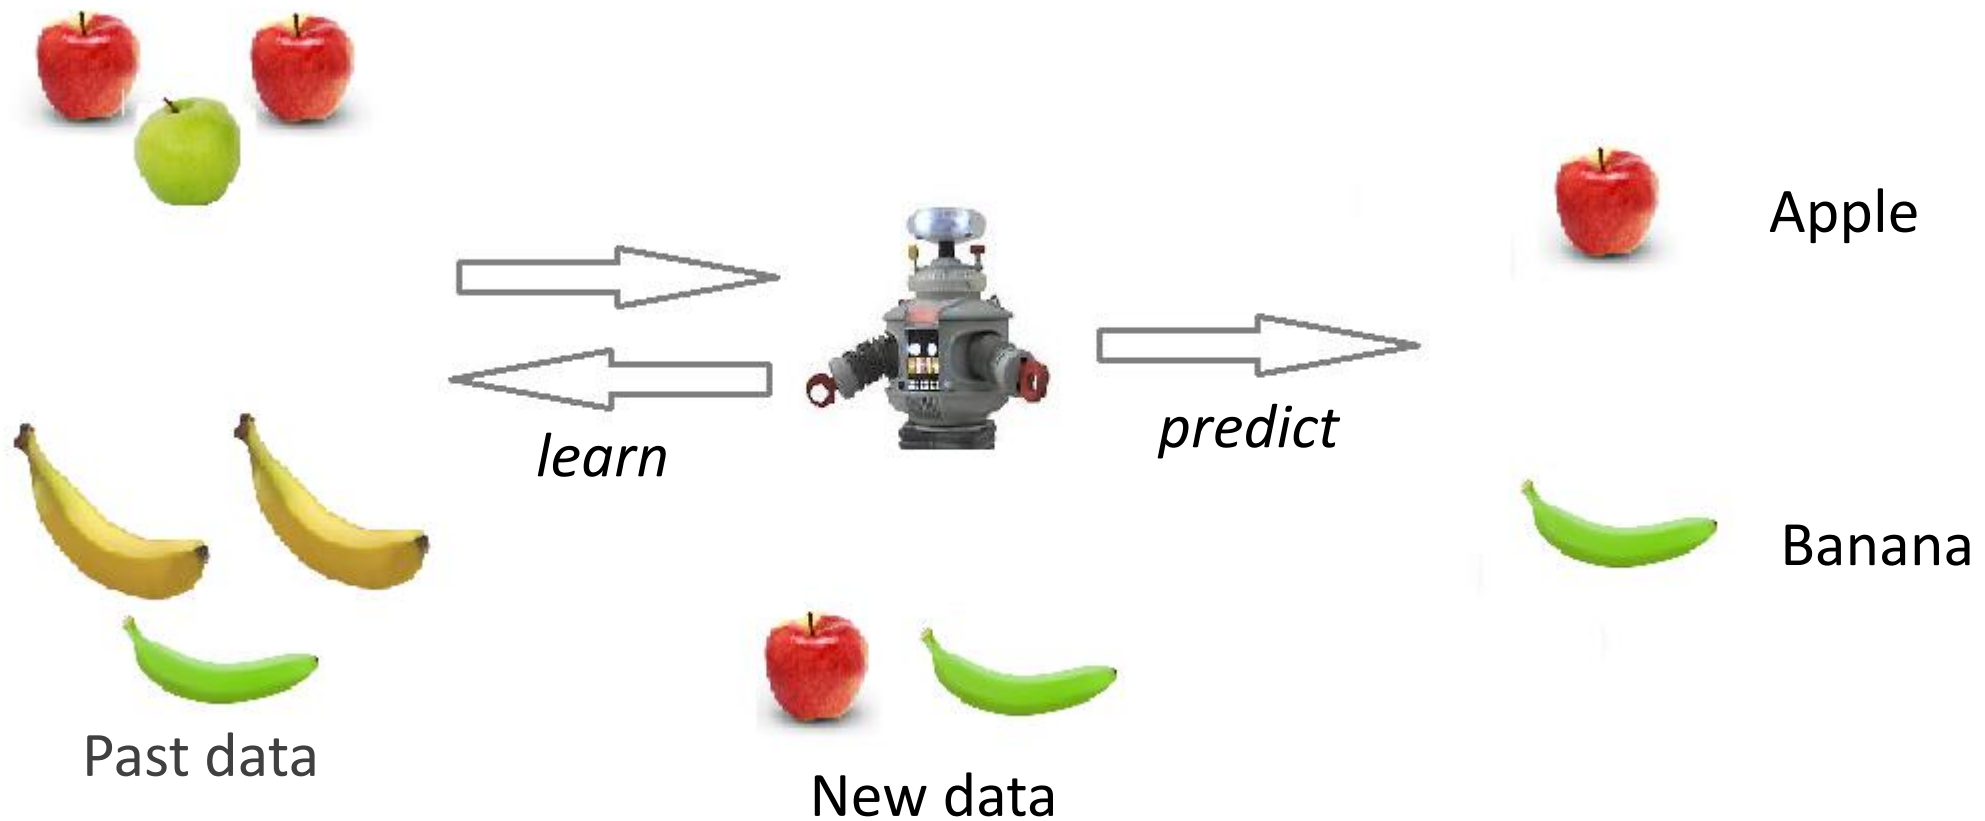 Apple
learn
predict
Banana
Past data
New data